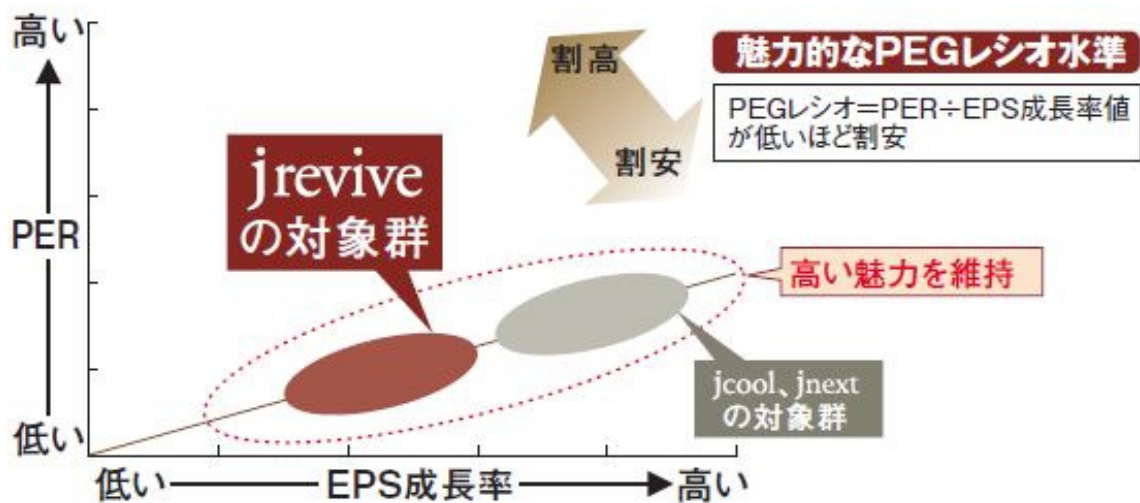 高い
PER
低い
割高
割安
魅力的なPEGレシオ水準
PEGレシオ=PER÷EPS成長率値
が低いほど割安
jrevive
の対象群
高い魅力を維持
jcool、jnext
の対象群
低い
EPS成長率
高い